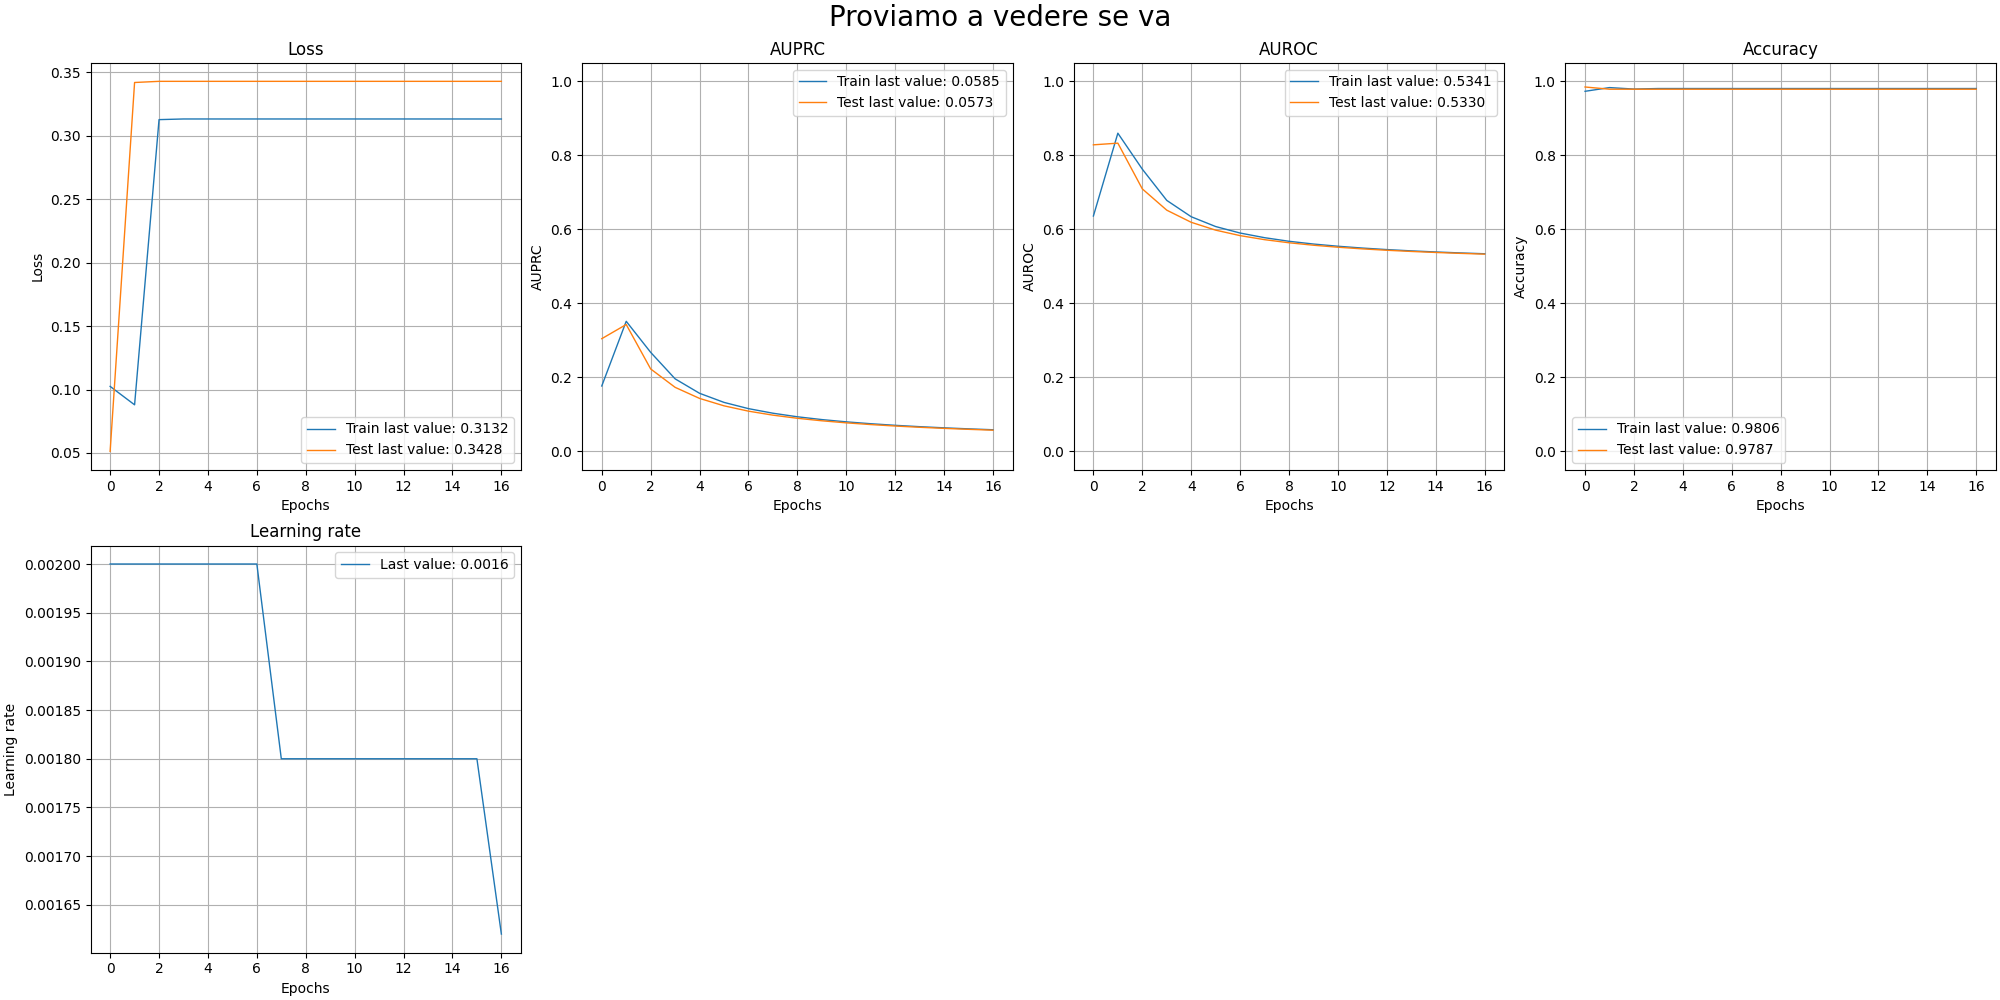 Proviamo a vedere se va
Loss
0.35
0.30
0.25
0.20
0.15
0.10
0.05
Loss
Train last value: 0.3132
Test last value: 0.3428
0 2 4 6 8 10 12 14 16
Epochs
AUPRC
1.0
0.8
0.6
0.4
0.2
0.0
AUPRC
Train last value: 0.0585
Test last value: 0.0573
0 2 4 6 8 10 12 14 16
Epochs
AUROC
1.0
0.8
0.6
0.4
0.2
0.0
AUROC
Train last value: 0.5341
Test last value: 0.5330
0 2 4 6 8 10 12 14 16
Epochs
Accuracy
1.0
0.8
0.6
0.4
0.2
0.0
Accuracy
Train last value: 0.9806
Test last value: 0.9787
0 2 4 6 8 10 12 14 16
Epochs
Learning rate
0.00200
0.00195
0.00190
0.00185
0.00180
0.00175
0.00170
0.00165
Learning rate
Last value: 0.0016
0 2 4 6 8 10 12 14 16
Epochs